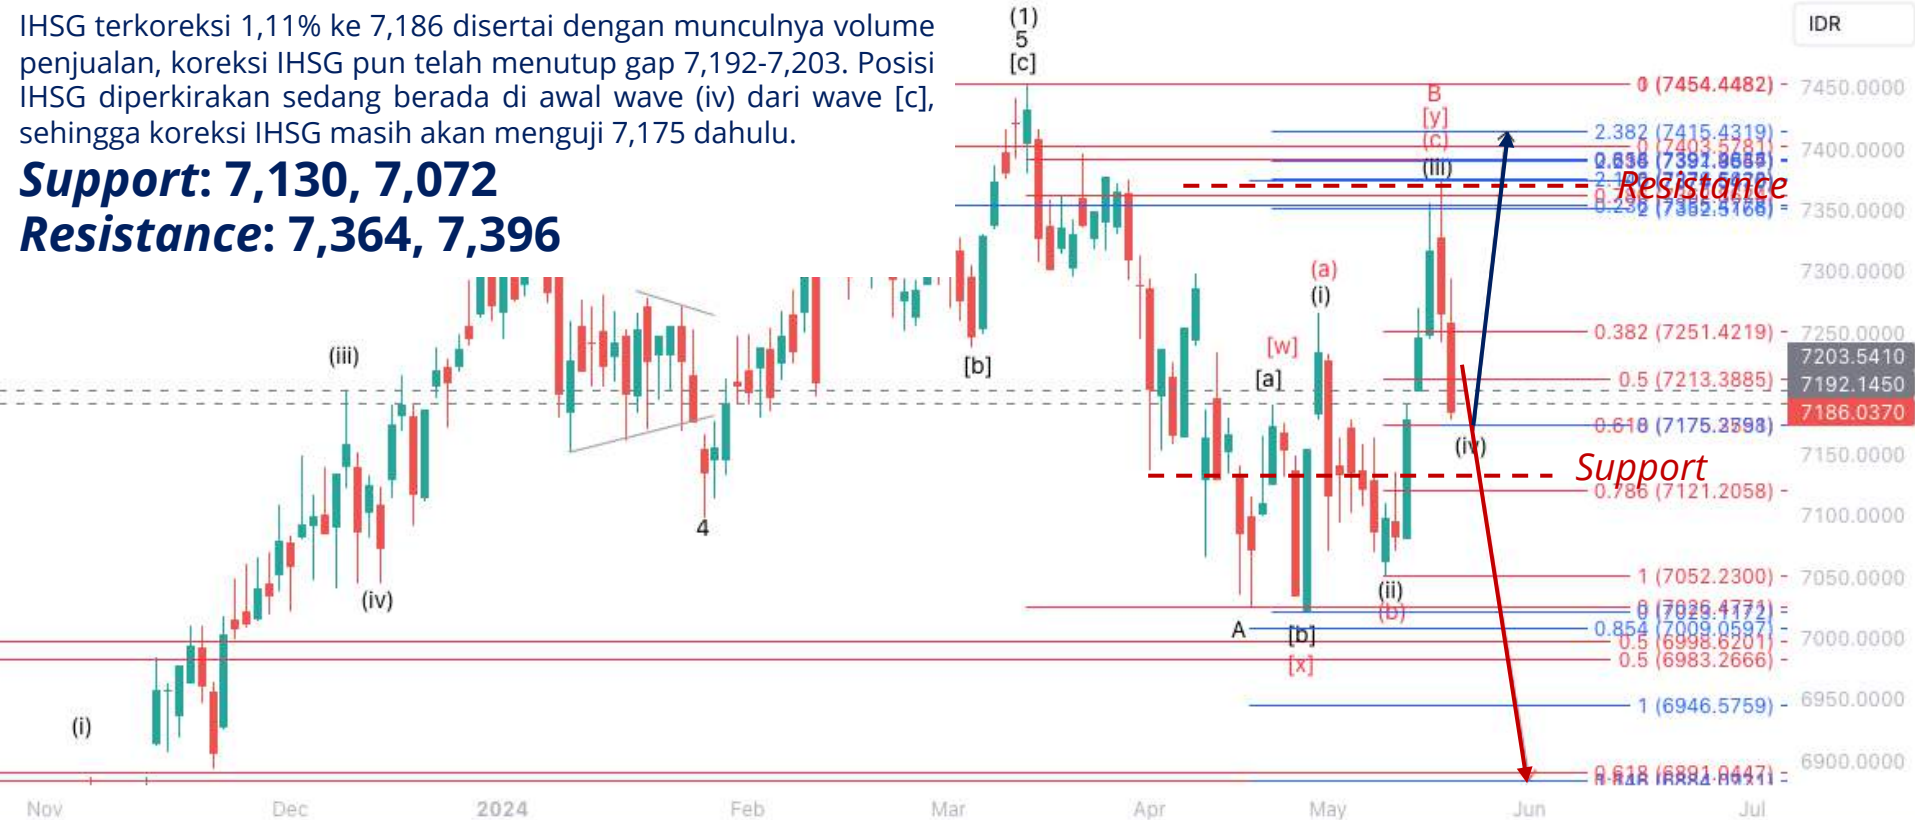 IHSG terkoreksi 1,11% ke 7,186 disertai dengan munculnya volume
penjualan, koreksi IHSG pun telah menutup gap 7,192-7,203. Posisi
IHSG diperkirakan sedang berada di awal wave (iv) dari wave [c],
sehingga koreksi IHSG masih akan menguji 7,175 dahulu.
Support: 7,130, 7,072
Resistance: 7,364, 7,396
(1)
5
[c]
IDR
(7454.4482)
7450.0000
B
[y]
(c)
(iii)
2.382 (7415.4319)
0 (7403.5781)
7400.0000
Resistance
7350.0000
7300.0000
(a)
(i)
0.382 (7251.4219)
7250.0000
(iii)
[b]
[w]
[a]
7203.5410
0.5 (7213.3885)
7192.1450
7186.0370
(iv)
7150.0000
Support
0.786 (7121.2058)
4
7100.0000
(iv)
1 (7052.2300)
7050.0000
(ii)
(b)
A
[b]
[x]
0.854 (7009.0597)
0.5 (6998.6201)
7000.0000
0.5 (6983.2666)
1 (6946.5759)
6950.0000
(i)
6900.0000
0.618 (6891.0447)
Nov
Dec
2024
Feb
Mar
Apr
May
Jun
Jul